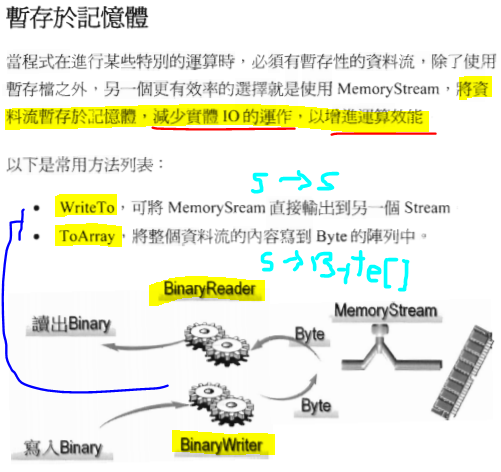 暫存於記憶體
當程式在進行某些特別的運算時，必須有暫存性的資料流，除了使用
暫存檔之外，另一個更有效率的選擇就是使用 MemoryStream，將資
料流暫存於記憶體，減少實體 IO 的運作，以增進運算效能
以下是常用方法列表：
S → S
• WriteTo，可將 MemorySream 直接輸出到另一個 Stream
• ToArray，將整個資料流的內容寫到 Byte 的陣列中。
S → Byte[]
BinaryReader
MemoryStream
讀出Binary
Byte
Byte
寫入Binary
BinaryWriter